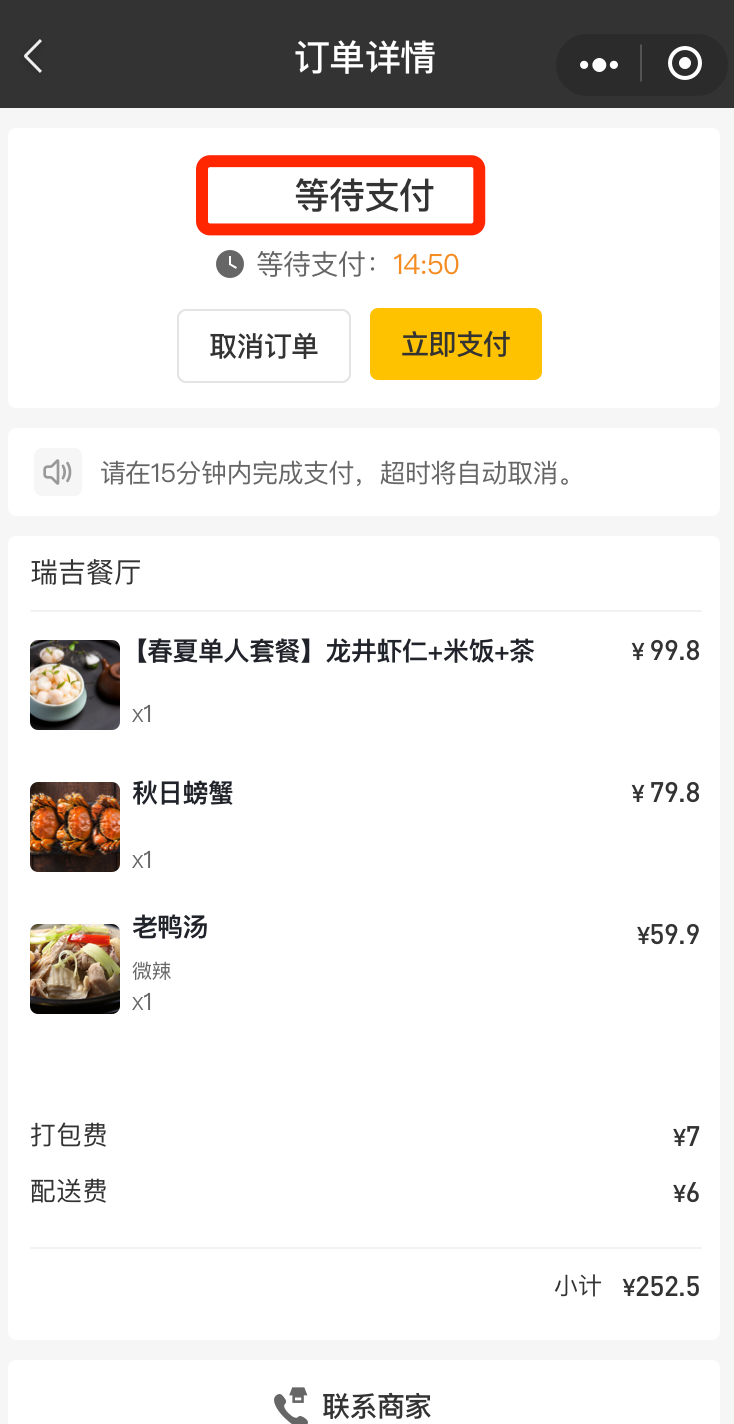 订单详情
等待支付
等待支付: 14:50
取消订单 立即支付
请在15分钟内完成支付，超时将自动取消。
瑞吉餐厅
【春夏单人套餐】龙井虾仁+米饭+茶 ¥ 99.8
x1
秋日螃蟹 ¥ 79.8
x1
老鸭汤 ¥59.9
微辣
x1
打包费 ¥7
配送费 ¥6
小计 ¥252.5
联系商家